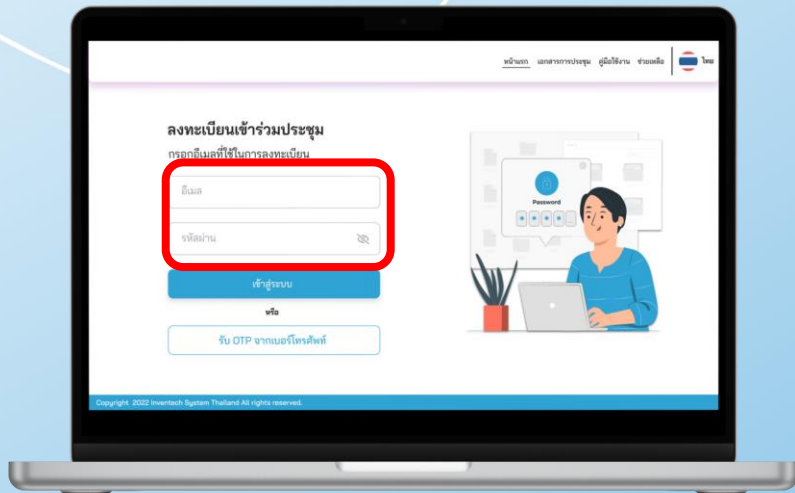 หน้าแรก เอกสารการประชุม คู่มือใช้งาน ช่วยเหลือ ไทย
ลงทะเบียนเข้าร่วมประชุม
กรอกอีเมลที่ใช้ในการลงทะเบียน
อีเมล
รหัสผ่าน
Password
เข้าสู่ระบบ
หรือ
รับ OTP จากเบอร์โทรศัพท์
Copyright 2022 Inventech System Thailand All rights reserved.